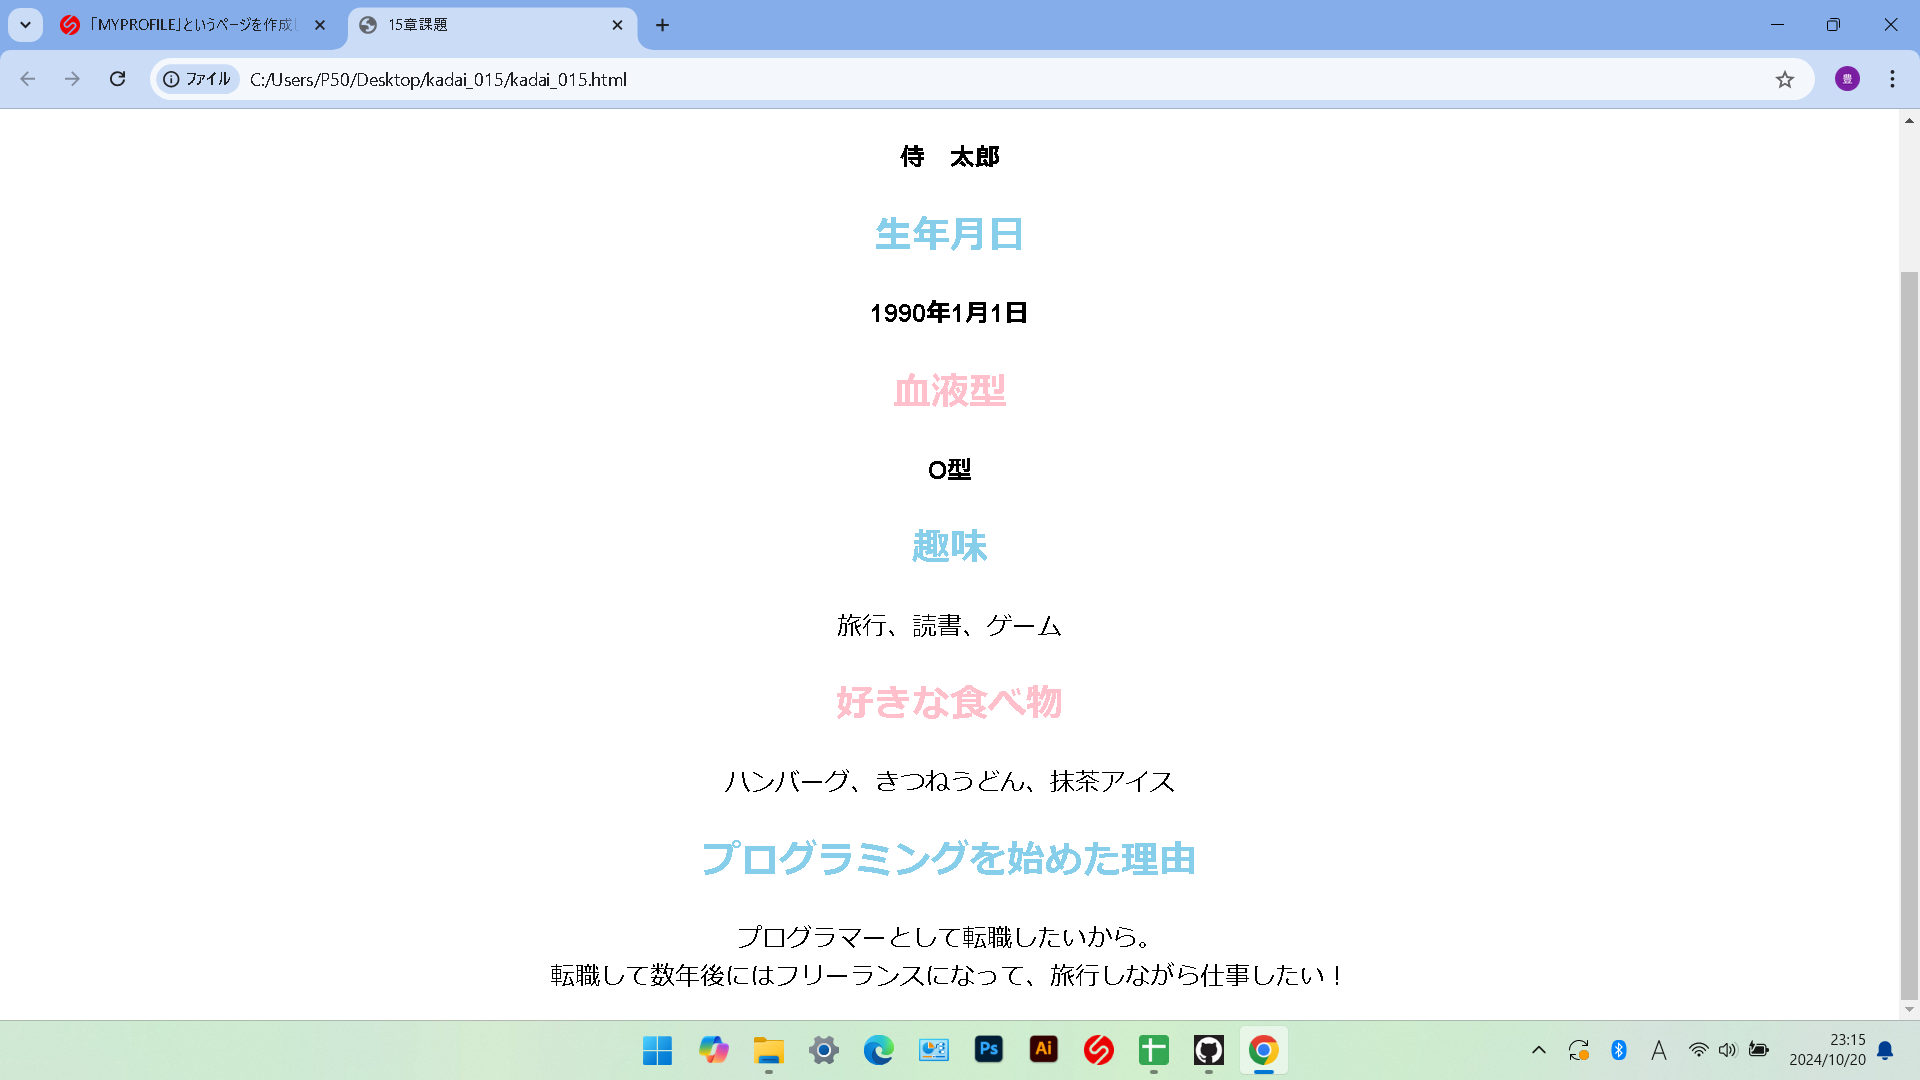 「MYPROFILE」というページを作成
15章課題
ファイル
C:/Users/P50/Desktop/kadai_015/kadai_015.html
豊
侍　太郎
生年月日
1990年1月1日
血液型
O型
趣味
旅行、読書、ゲーム
好きな食べ物
ハンバーグ、きつねうどん、抹茶アイス
プログラミングを始めた理由
プログラマーとして転職したいから。
転職して数年後にはフリーランスになって、旅行しながら仕事したい！
Ps
Ai
A
23:15
2024/10/20